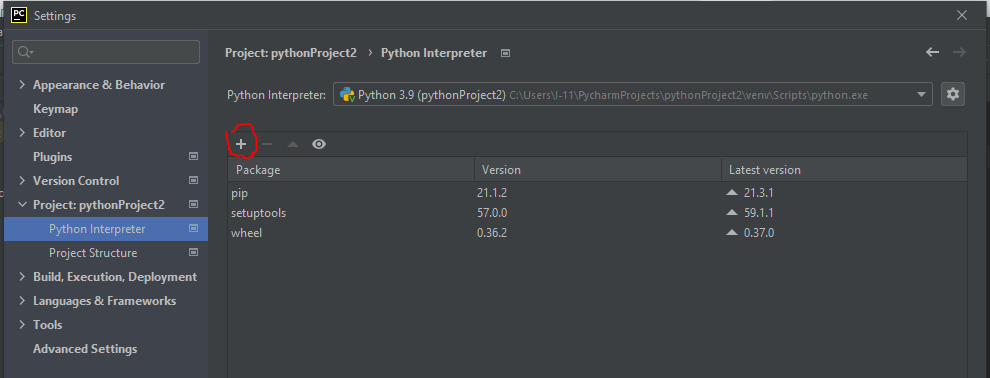 PC Settings
Project: pythonProject2 › Python Interpreter
Appearance & Behavior
Keymap
Editor
Plugins
Version Control
Project: pythonProject2
Python Interpreter
Project Structure
Build, Execution, Deployment
Languages & Frameworks
Tools
Advanced Settings
Python Interpreter: Python 3.9 (pythonProject2) C:\Users\I-11\PycharmProjects\pythonProject2\venv\Scripts\python.exe
Package Version Latest version
pip 21.1.2 21.3.1
setuptools 57.0.0 59.1.1
wheel 0.36.2 0.37.0